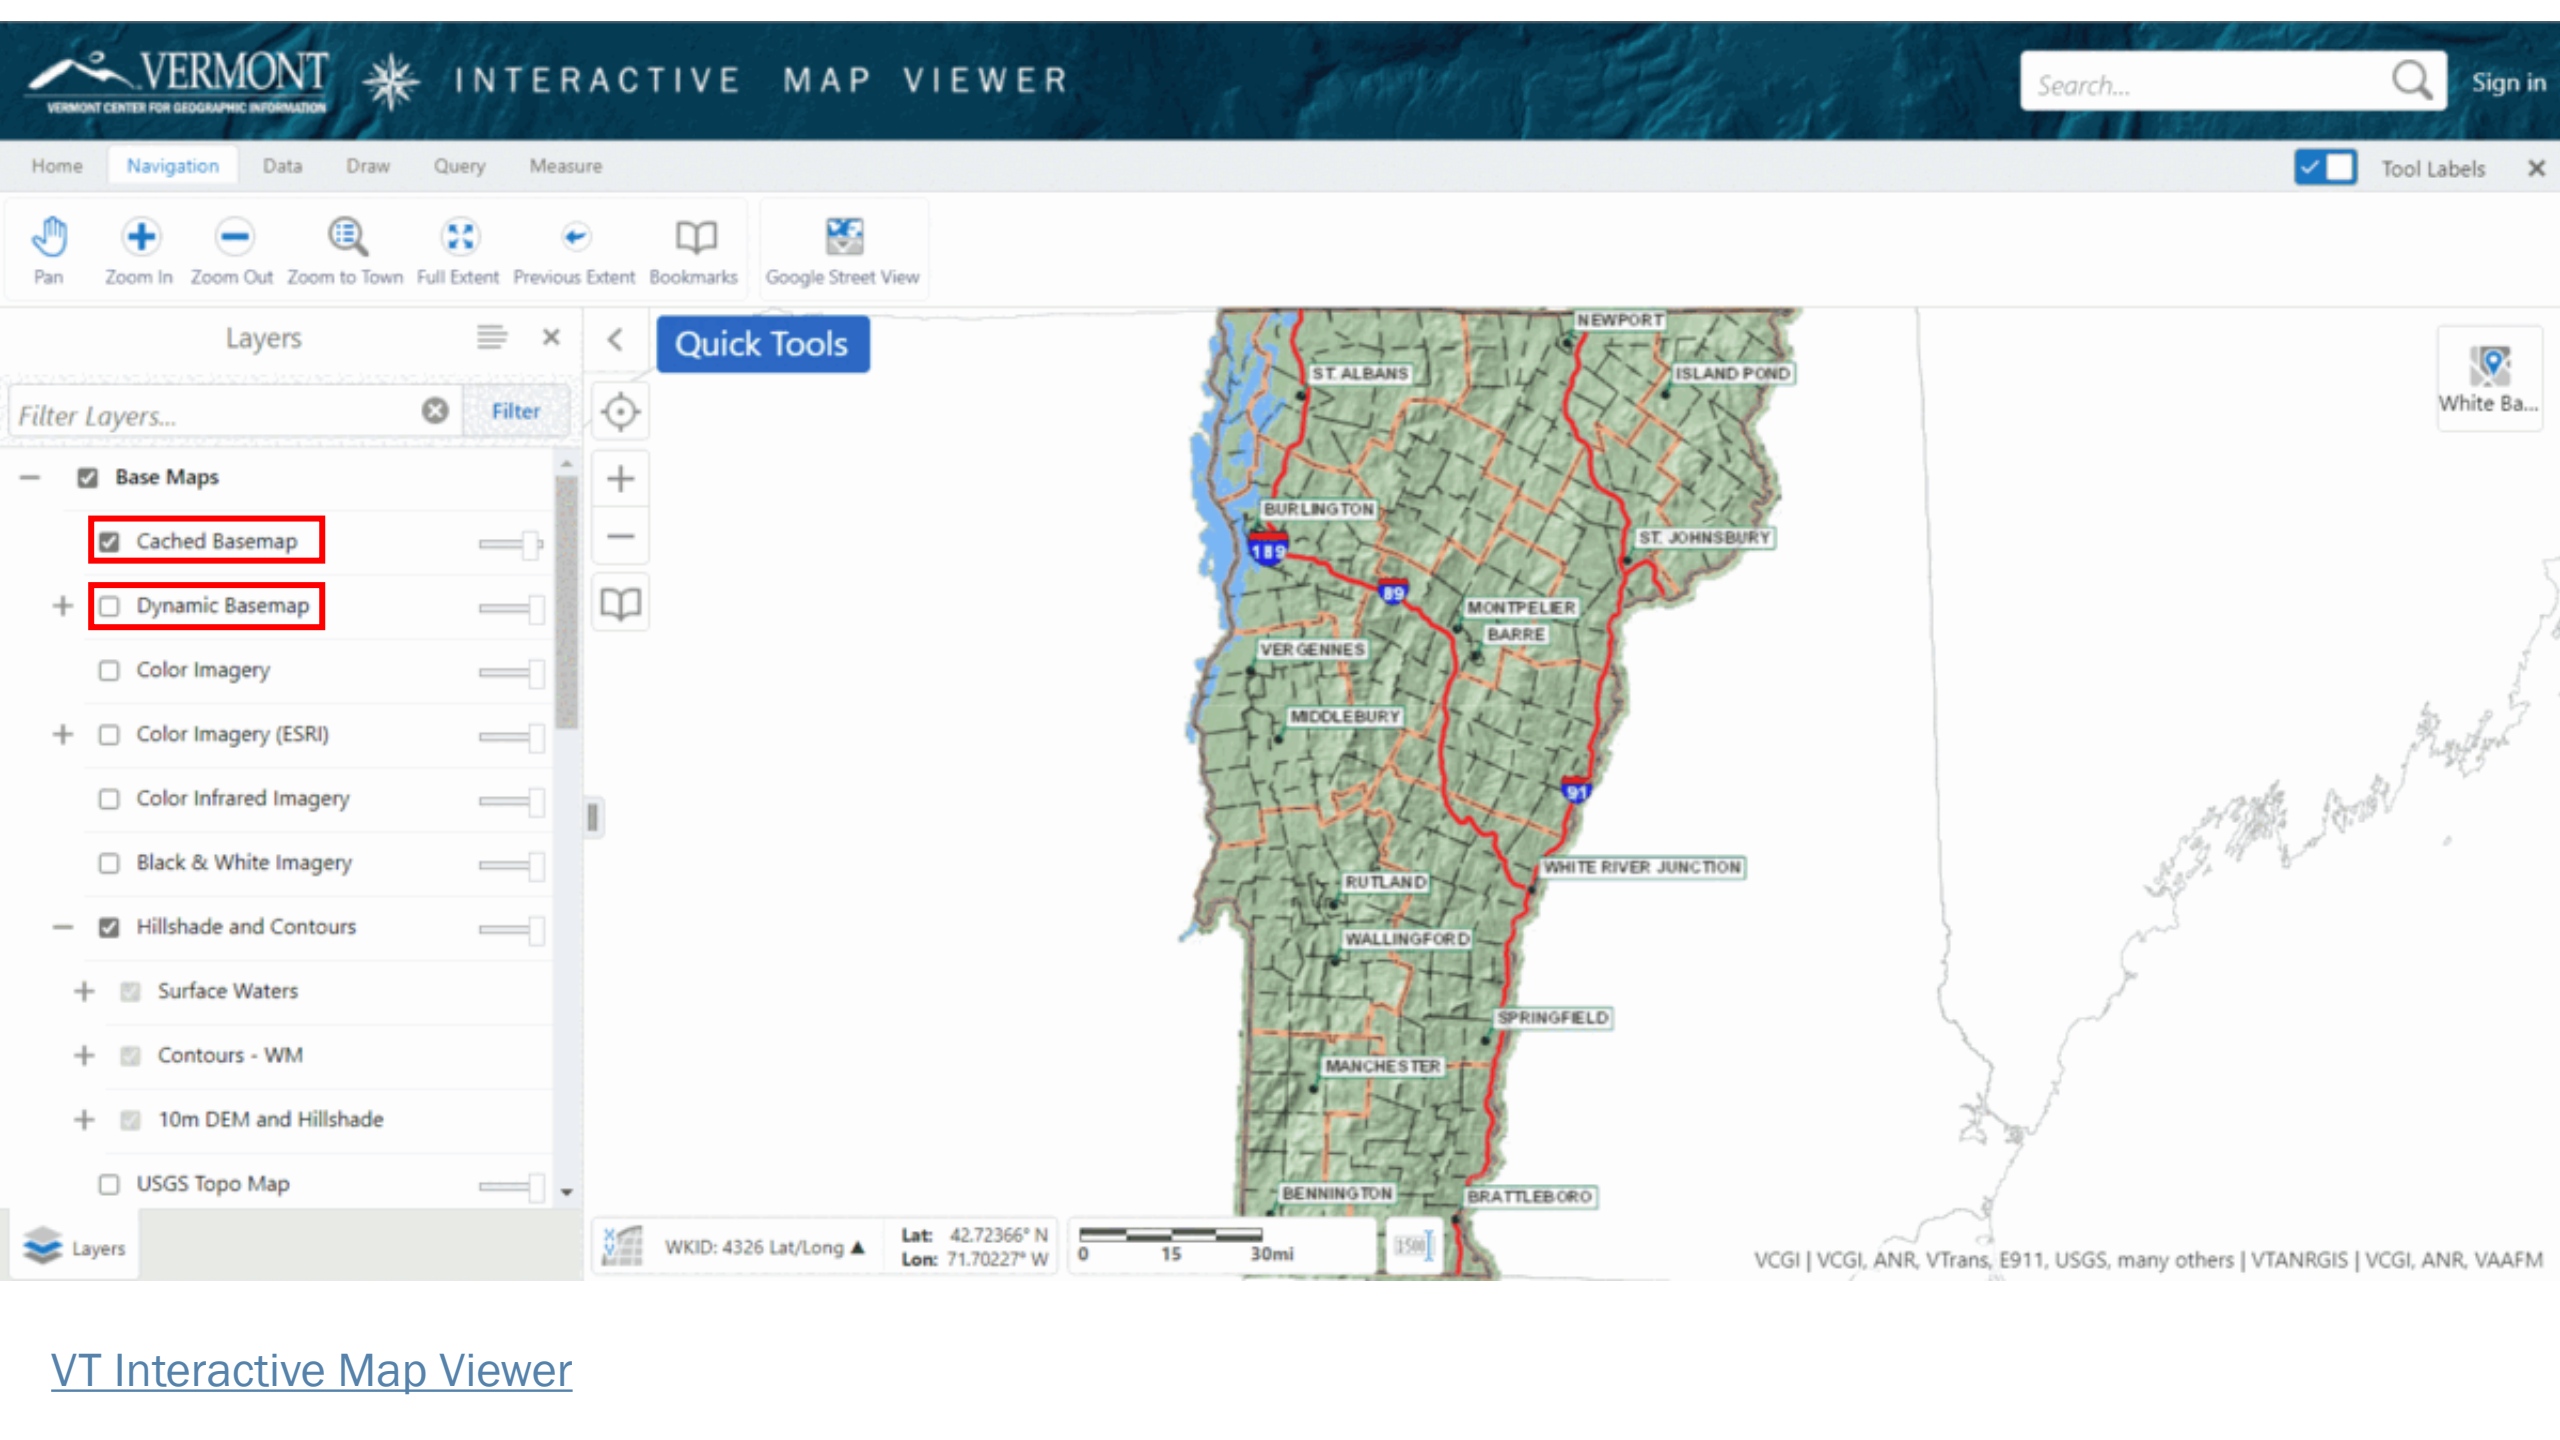 VERMONT
VERMONT CENTER FOR GEOGRAPHIC INFORMATION
INTERACTIVE MAP VIEWER
Search...
Sign in
Home
Navigation
Data
Draw
Query
Measure
Tool Labels
Pan
Zoom In
Zoom Out
Zoom to Town
Full Extent
Previous Extent
Bookmarks
Google Street View
Layers
Filter Layers...
Filter
Base Maps
Cached Basemap
Dynamic Basemap
Color Imagery
Color Imagery (ESRI)
Color Infrared Imagery
Black & White Imagery
Hillshade and Contours
Surface Waters
Contours - WM
10m DEM and Hillshade
USGS Topo Map
Layers
Quick Tools
White Ba...
NEWPORT
ST. ALBANS
ISLAND POND
BURLINGTON
189
ST. JOHNSBURY
89
MONTPELIER
BARRE
VERGENNES
MIDDLEBURY
91
WHITE RIVER JUNCTION
RUTLAND
WALLINGFORD
SPRINGFIELD
MANCHESTER
BENNINGTON
BRATTLEBORO
WKID: 4326 Lat/Long
Lat: 42.72366° N
Lon: 71.70227° W
0 15 30mi
1500
VCGI | VCGI, ANR, VTrans, E911, USGS, many others | VTANRGIS | VCGI, ANR, VAAFM
VT Interactive Map Viewer